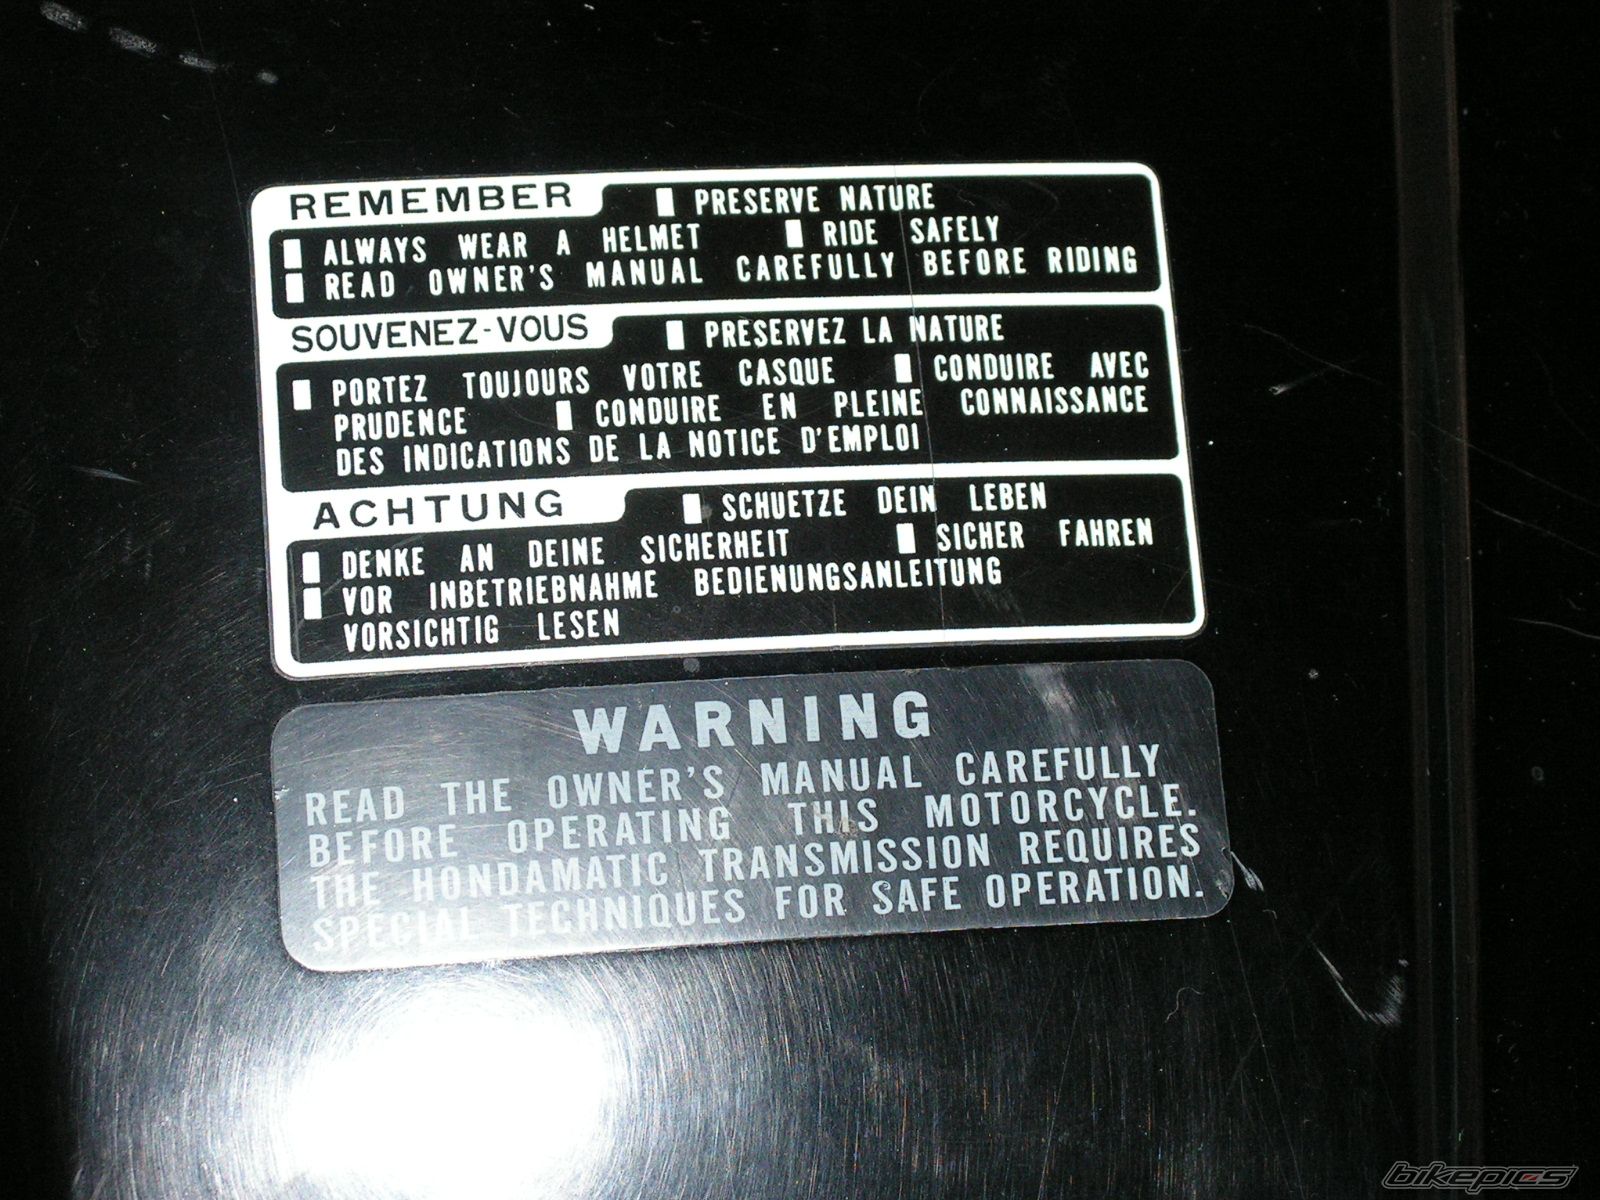 REMEMBER PRESERVE NATURE
ALWAYS WEAR A HELMET RIDE SAFELY
READ OWNER'S MANUAL CAREFULLY BEFORE RIDING
SOUVENEZ-VOUS PRESERVEZ LA NATURE
PORTEZ TOUJOURS VOTRE CASQUE CONDUIRE AVEC
PRUDENCE CONDUIRE EN PLEINE CONNAISSANCE
DES INDICATIONS DE LA NOTICE D'EMPLOI
ACHTUNG SCHUETZE DEIN LEBEN
DENKE AN DEINE SICHERHEIT SICHER FAHREN
VOR INBETRIEBNAHME BEDIENUNGSANLEITUNG
VORSICHTIG LESEN
WARNING
READ THE OWNER'S MANUAL CAREFULLY
BEFORE OPERATING THIS MOTORCYCLE.
THE HONDAMATIC TRANSMISSION REQUIRES
SPECIAL TECHNIQUES FOR SAFE OPERATION.
bikepics